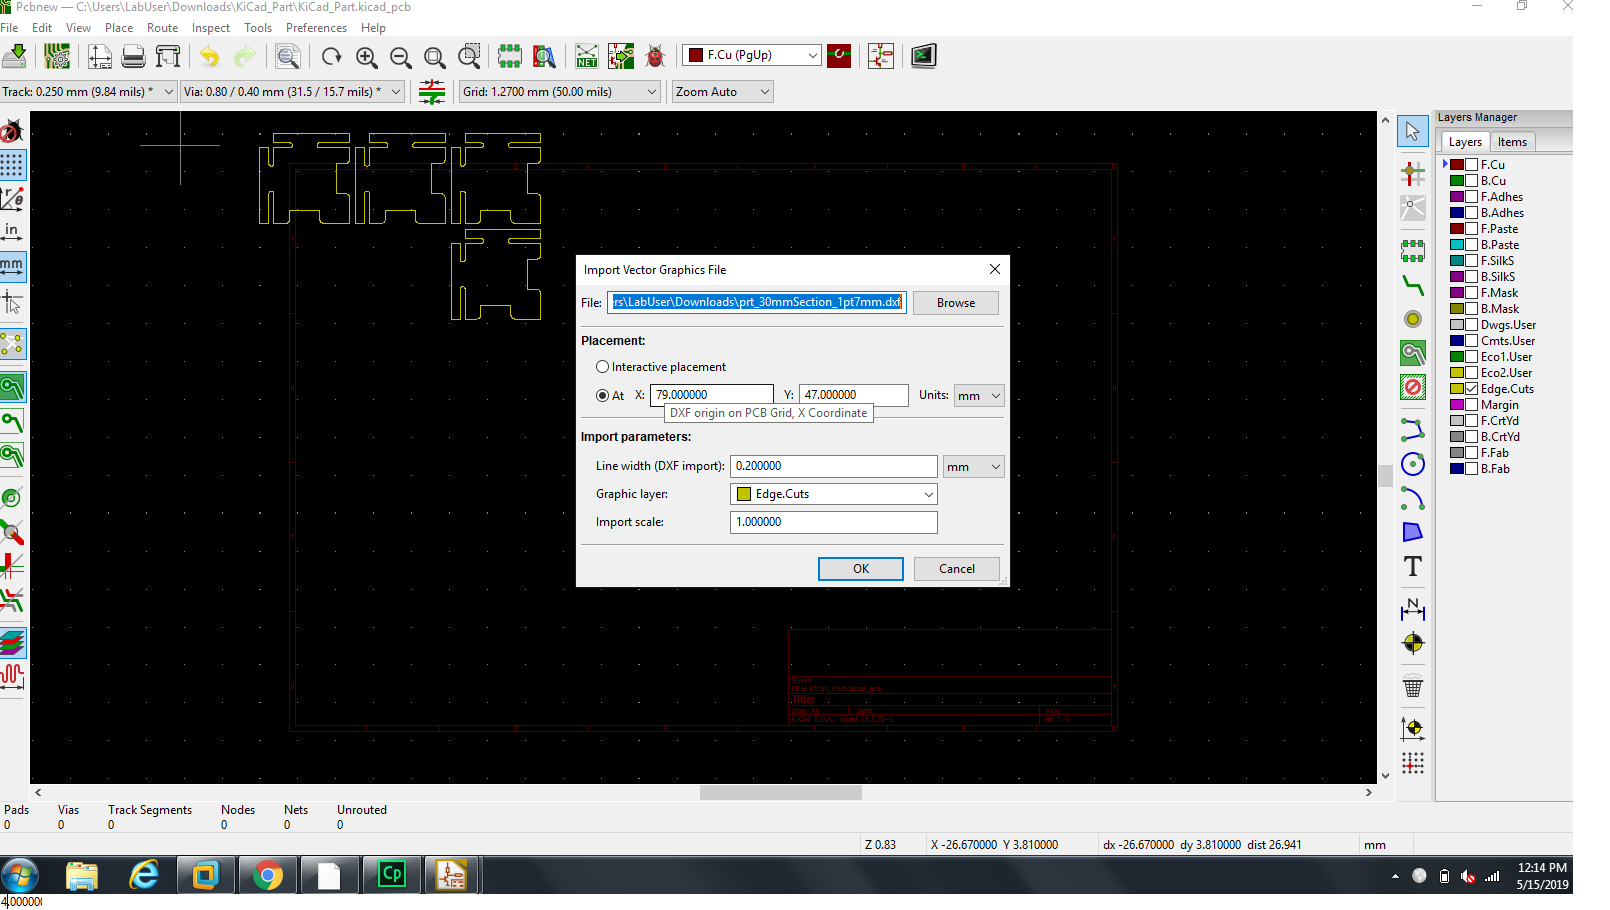 Pcbnew — C:\Users\LabUser\Downloads\KiCad_Part\KiCad_Part.kicad_pcb
File Edit View Place Route Inspect Tools Preferences Help
NET
F.Cu (PgUp)
Track: 0.250 mm (9.84 mils) *
Via: 0.80 / 0.40 mm (31.5 / 15.7 mils) *
Grid: 1.2700 mm (50.00 mils)
Zoom Auto
in
mm
Import Vector Graphics File
File: rs\LabUser\Downloads\prt_30mmSection_1pt7mm.dxf
Browse
Placement:
Interactive placement
At X: 79.000000 Y: 47.000000 Units: mm
DXF origin on PCB Grid, X Coordinate
Import parameters:
Line width (DXF import): 0.200000 mm
Graphic layer: Edge.Cuts
Import scale: 1.000000
OK Cancel
T
N
Layers Manager
Layers Items
F.Cu
B.Cu
F.Adhes
B.Adhes
F.Paste
B.Paste
F.SilkS
B.SilkS
F.Mask
B.Mask
Dwgs.User
Cmts.User
Eco1.User
Eco2.User
Edge.Cuts
Margin
F.CrtYd
B.CrtYd
F.Fab
B.Fab
Pads Vias Track Segments Nodes Nets Unrouted
0 0 0 0 0 0
Z 0.83 X -26.670000 Y 3.810000 dx -26.670000 dy 3.810000 dist 26.941 mm
Cp
12:14 PM
5/15/2019
4.000000